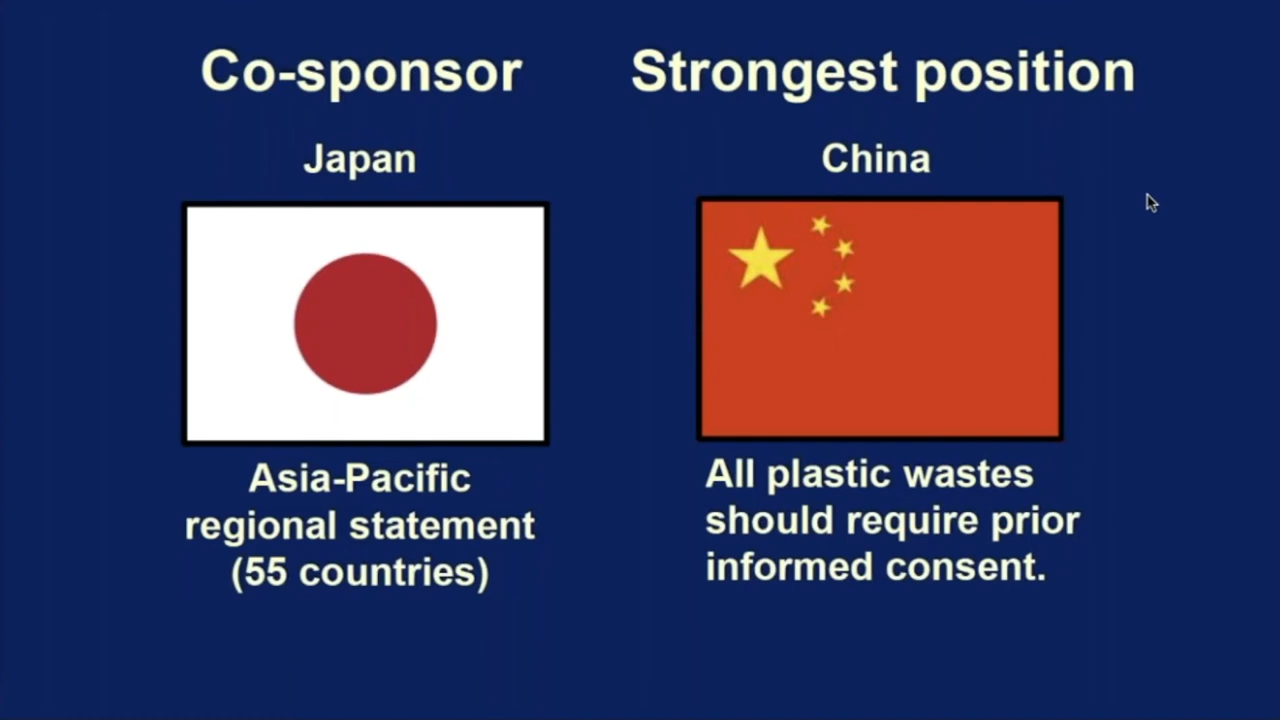 Co-sponsor
Japan
Asia-Pacific
regional statement
(55 countries)
Strongest position
China
All plastic wastes
should require prior
informed consent.